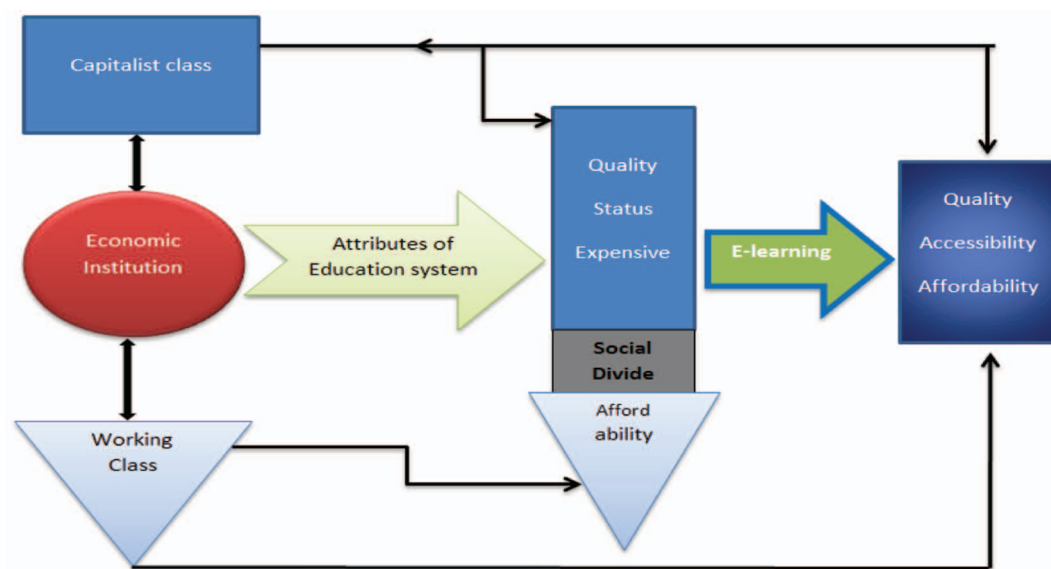 Capitalist class
Economic
Institution
Working
Class
Attributes of
Education system
Quality
Status
Expensive
Social
Divide
Afford
ability
E-learning
Quality
Accessibility
Affordability